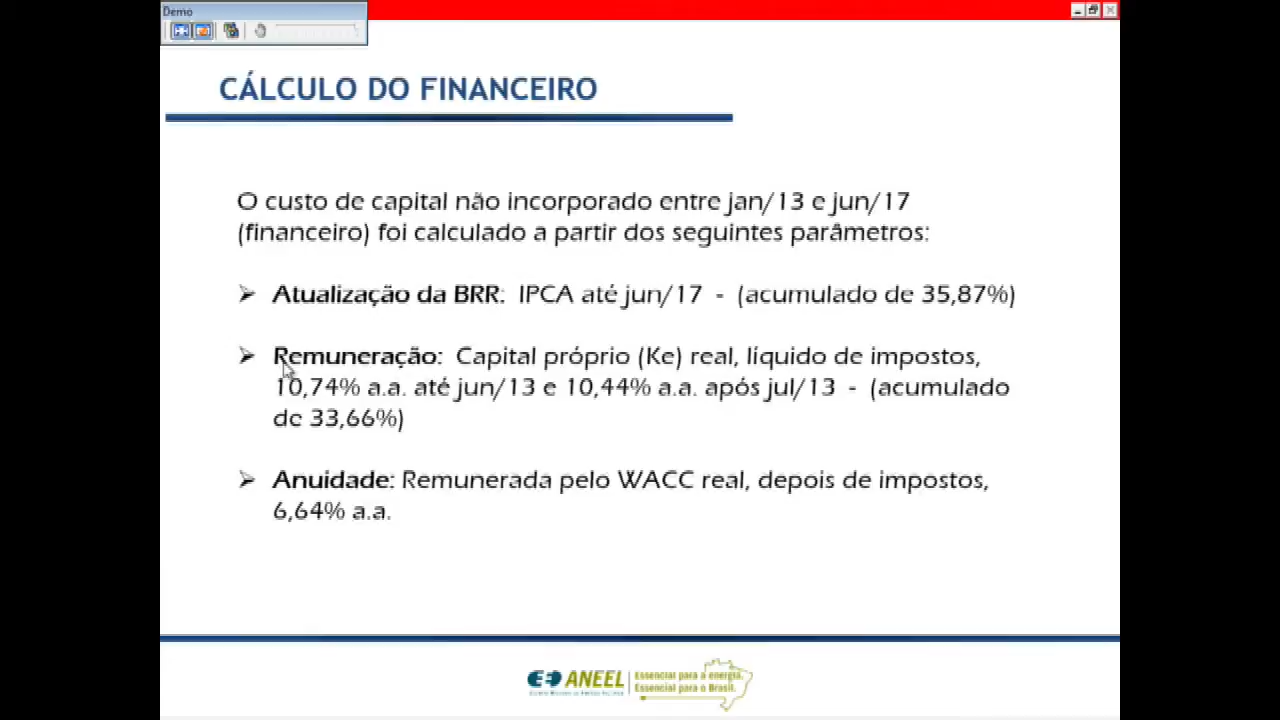 Demo
CÁLCULO DO FINANCEIRO
O custo de capital não incorporado entre jan/13 e jun/17
(financeiro) foi calculado a partir dos seguintes parâmetros:
Atualização da BRR: IPCA até jun/17 - (acumulado de 35,87%)
Remuneração: Capital próprio (Ke) real, líquido de impostos,
10,74% a.a. até jun/13 e 10,44% a.a. após jul/13 - (acumulado
de 33,66%)
Anuidade: Remunerada pelo WACC real, depois de impostos,
6,64% a.a.
ANEEL
Essencial para a energia.
Essencial para o Brasil.